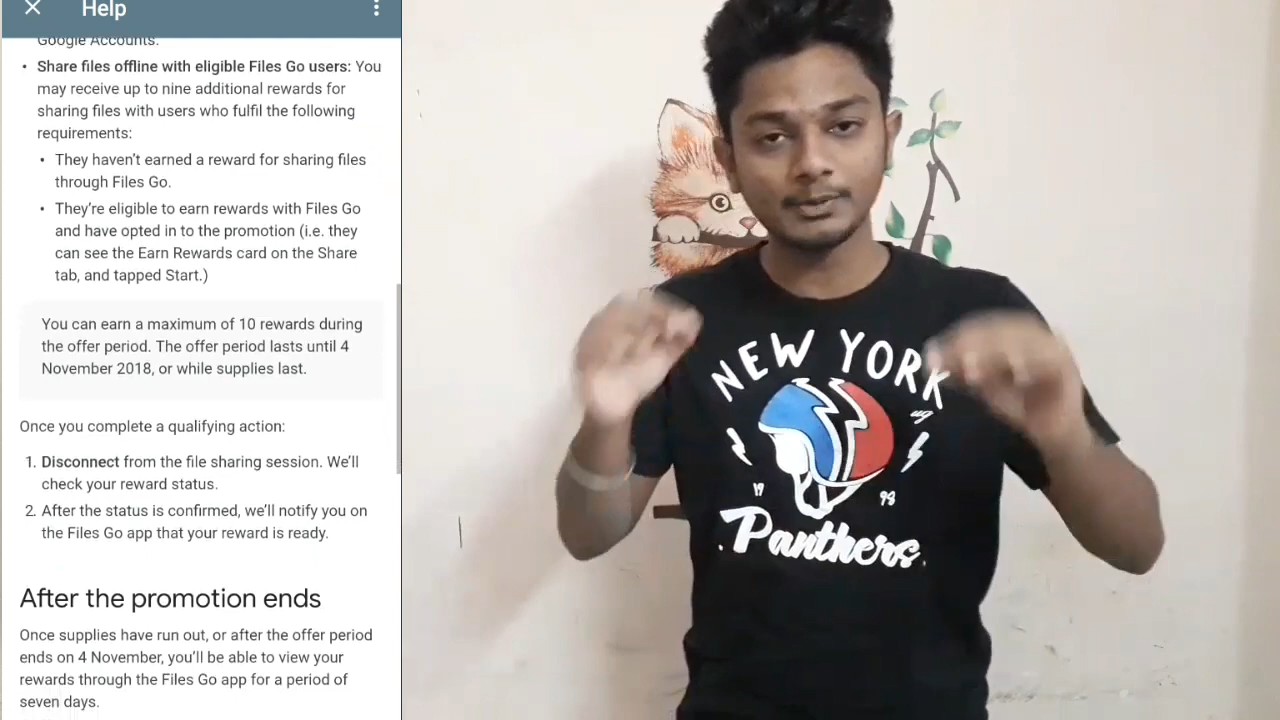 Help
Google Accounts.
• Share files offline with eligible Files Go users: You
may receive up to nine additional rewards for
sharing files with users who fulfil the following
requirements:
• They haven't earned a reward for sharing files
through Files Go.
• They're eligible to earn rewards with Files Go
and have opted in to the promotion (i.e. they
can see the Earn Rewards card on the Share
tab, and tapped Start.)
You can earn a maximum of 10 rewards during
the offer period. The offer period lasts until 4
November 2018, or while supplies last.
Once you complete a qualifying action:
1. Disconnect from the file sharing session. We'll
check your reward status.
2. After the status is confirmed, we'll notify you on
the Files Go app that your reward is ready.
After the promotion ends
Once supplies have run out, or after the offer period
ends on 4 November, you'll be able to view your
rewards through the Files Go app for a period of
seven days.
NEW YORK
ug
19 93
Panthers